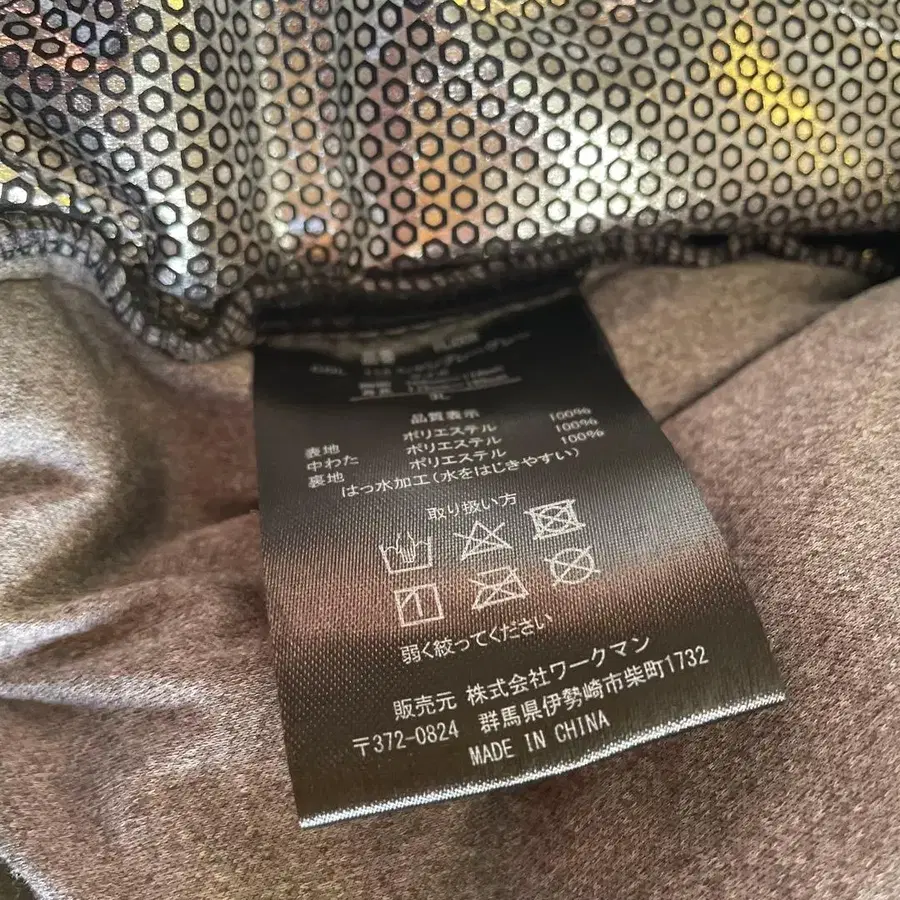 品質表示
表地 ポリエステル 100%
中わた ポリエステル 100%
裏地 ポリエステル 100%
はっ水加工(水をはじきやすい)
取り扱い方
弱く絞ってください
販売元 株式会社ワークマン
〒372-0824 群馬県伊勢崎市柴町1732
MADE IN CHINA